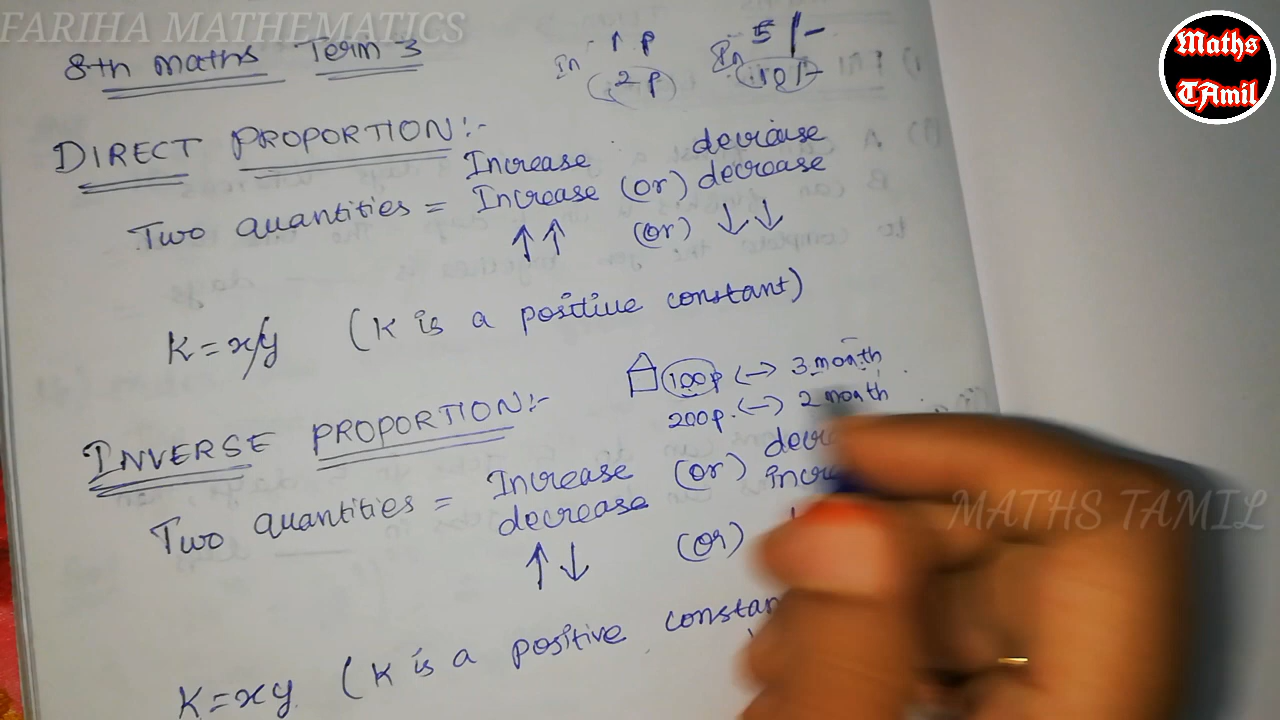 FARIHA MATHEMATICS
Maths
TAmil
8th maths Term 3
In 1 p
2 p
In 5/-
10/-
DIRECT PROPORTION:-
Increase decrease
Two quantities = Increase (or) decrease
↑↑ (or) ↓↓
K = x/y (K is a positive constant)
100p <-> 3 month
200p. <-> 2 month
INVERSE PROPORTION:-
Two quantities = Increase (or)
decrease
↑↓ (or)
K = xy (K is a positive
MATHS TAMIL